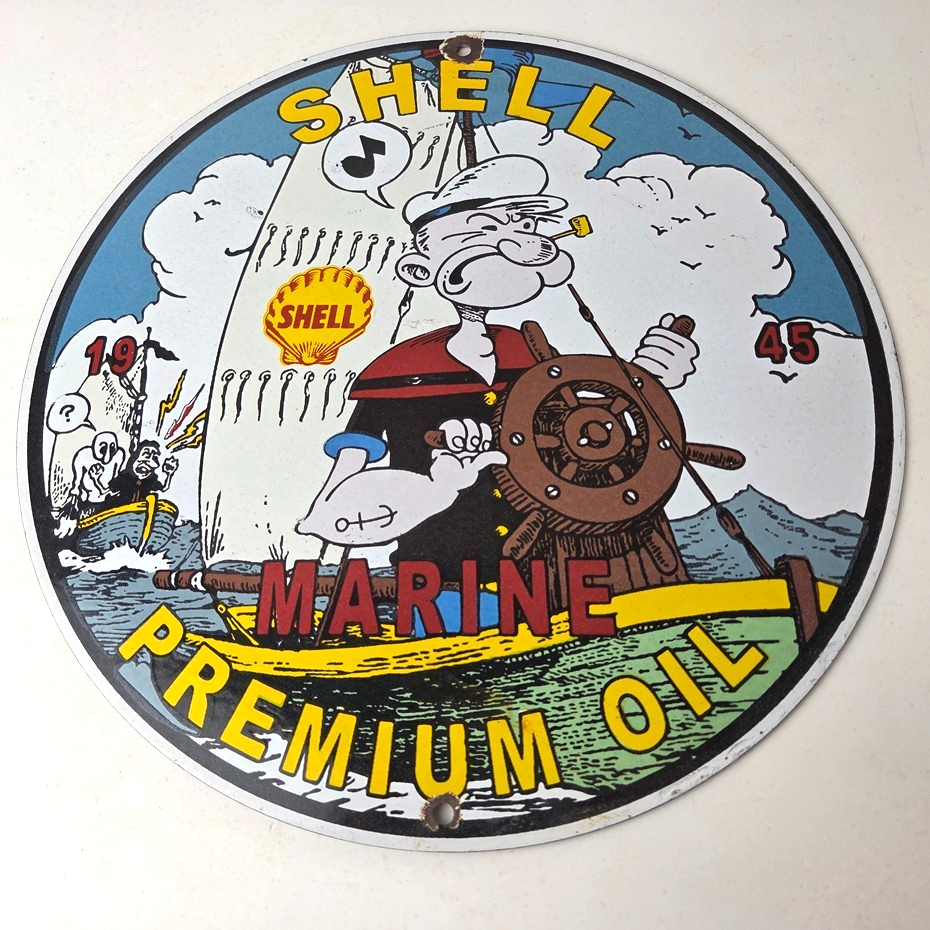 SHELL
SHELL
19 45
?
MARINE
PREMIUM OIL